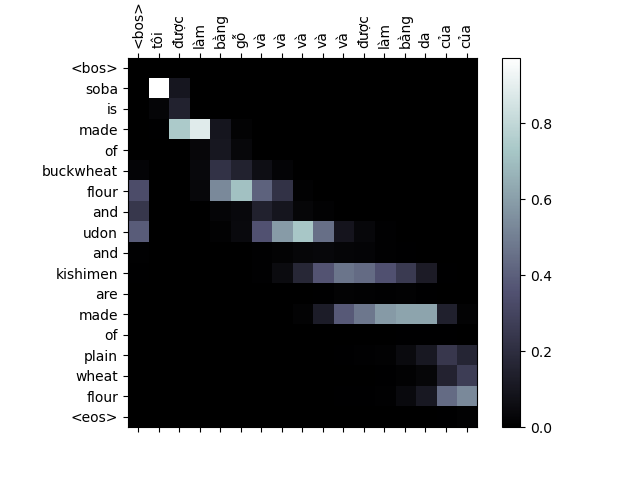 <bos> tôi được làm bằng gỗ và và và và và được làm bằng da của của
<bos>
soba
is
made
of
buckwheat
flour
and
udon
and
kishimen
are
made
of
plain
wheat
flour
<eos>
0.8
0.6
0.4
0.2
0.0